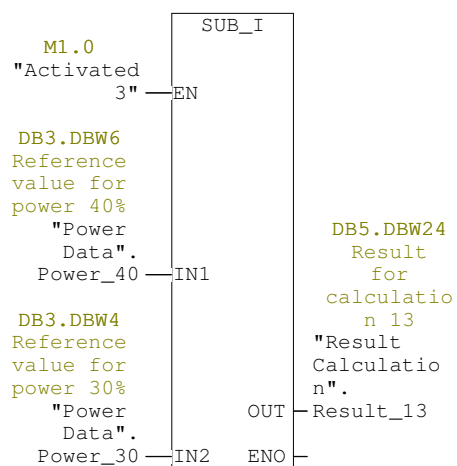 SUB_I
M1.0
"Activated
3"
EN
DB3.DBW6
Reference
value for
power 40%
"Power
Data".
Power_40
IN1
DB3.DBW4
Reference
value for
power 30%
"Power
Data".
Power_30
IN2
DB5.DBW24
Result
for
calculatio
n 13
"Result
Calculatio
n".
OUT
Result_13
ENO